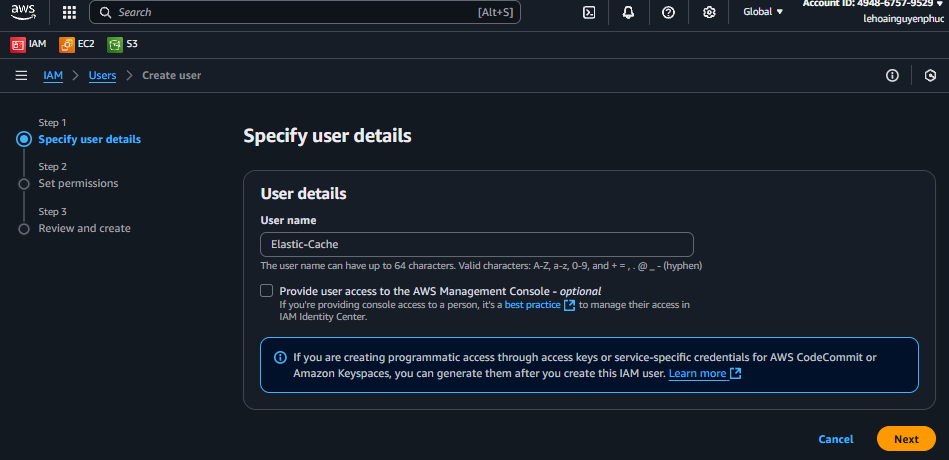 aws
Search
[Alt+S]
Global
Account ID: 4948-6757-9529
lehoainguyenphuc
IAM
EC2
S3
IAM > Users > Create user
Step 1
Specify user details
Step 2
Set permissions
Step 3
Review and create
Specify user details
User details
User name
Elastic-Cache
The user name can have up to 64 characters. Valid characters: A-Z, a-z, 0-9, and + = , . @ _ - (hyphen)
Provide user access to the AWS Management Console - optional
If you're providing console access to a person, it's a best practice to manage their access in
IAM Identity Center.
If you are creating programmatic access through access keys or service-specific credentials for AWS CodeCommit or
Amazon Keyspaces, you can generate them after you create this IAM user. Learn more
Cancel
Next